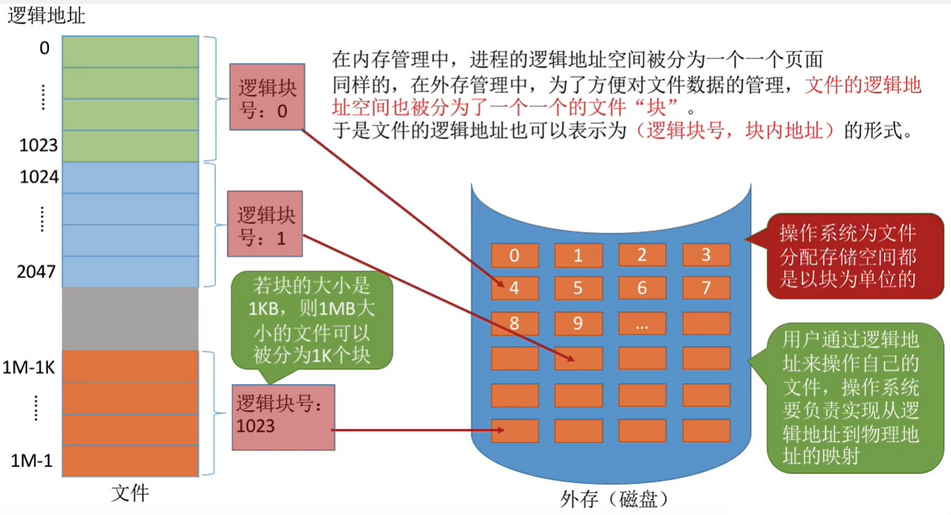 逻辑地址
0
……
1023
1024
……
2047
1M-1K
……
1M-1
文件
逻辑块
号：0
逻辑块
号：1
若块的大小是
1KB，则1MB大
小的文件可以
被分为1K个块
逻辑块号：
1023
在内存管理中，进程的逻辑地址空间被分为一个一个页面
同样的，在外存管理中，为了方便对文件数据的管理，文件的逻辑地
址空间也被分为了一个一个的文件“块”。
于是文件的逻辑地址也可以表示为（逻辑块号，块内地址）的形式。
0 1 2 3
4 5 6 7
8 9 …
外存（磁盘）
操作系统为文件
分配存储空间都
是以块为单位的
用户通过逻辑地
址来操作自己的
文件，操作系统
要负责实现从逻
辑地址到物理地
址的映射